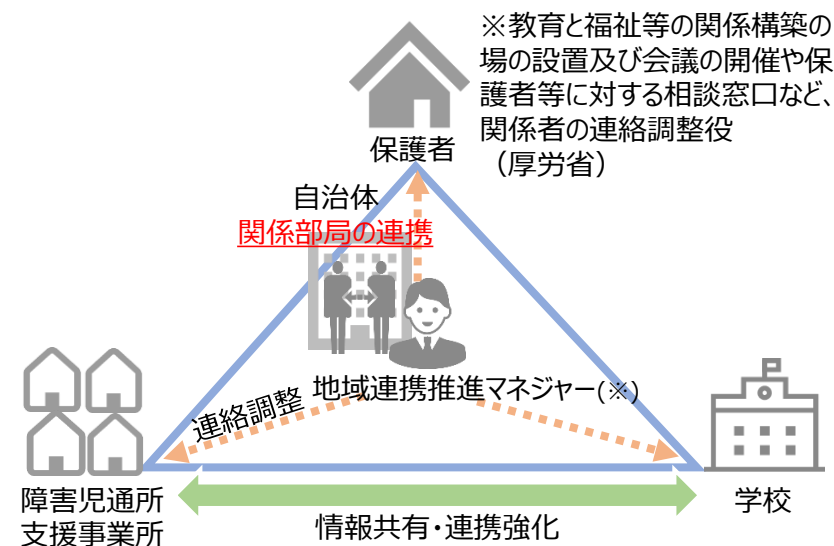 ※教育と福祉等の関係構築の
場の設置及び会議の開催や保
護者等に対する相談窓口など、
関係者の連絡調整役
（厚労省）
保護者
自治体
関係部局の連携
地域連携推進マネジャー(※)
連絡調整
障害児通所
支援事業所
学校
情報共有・連携強化